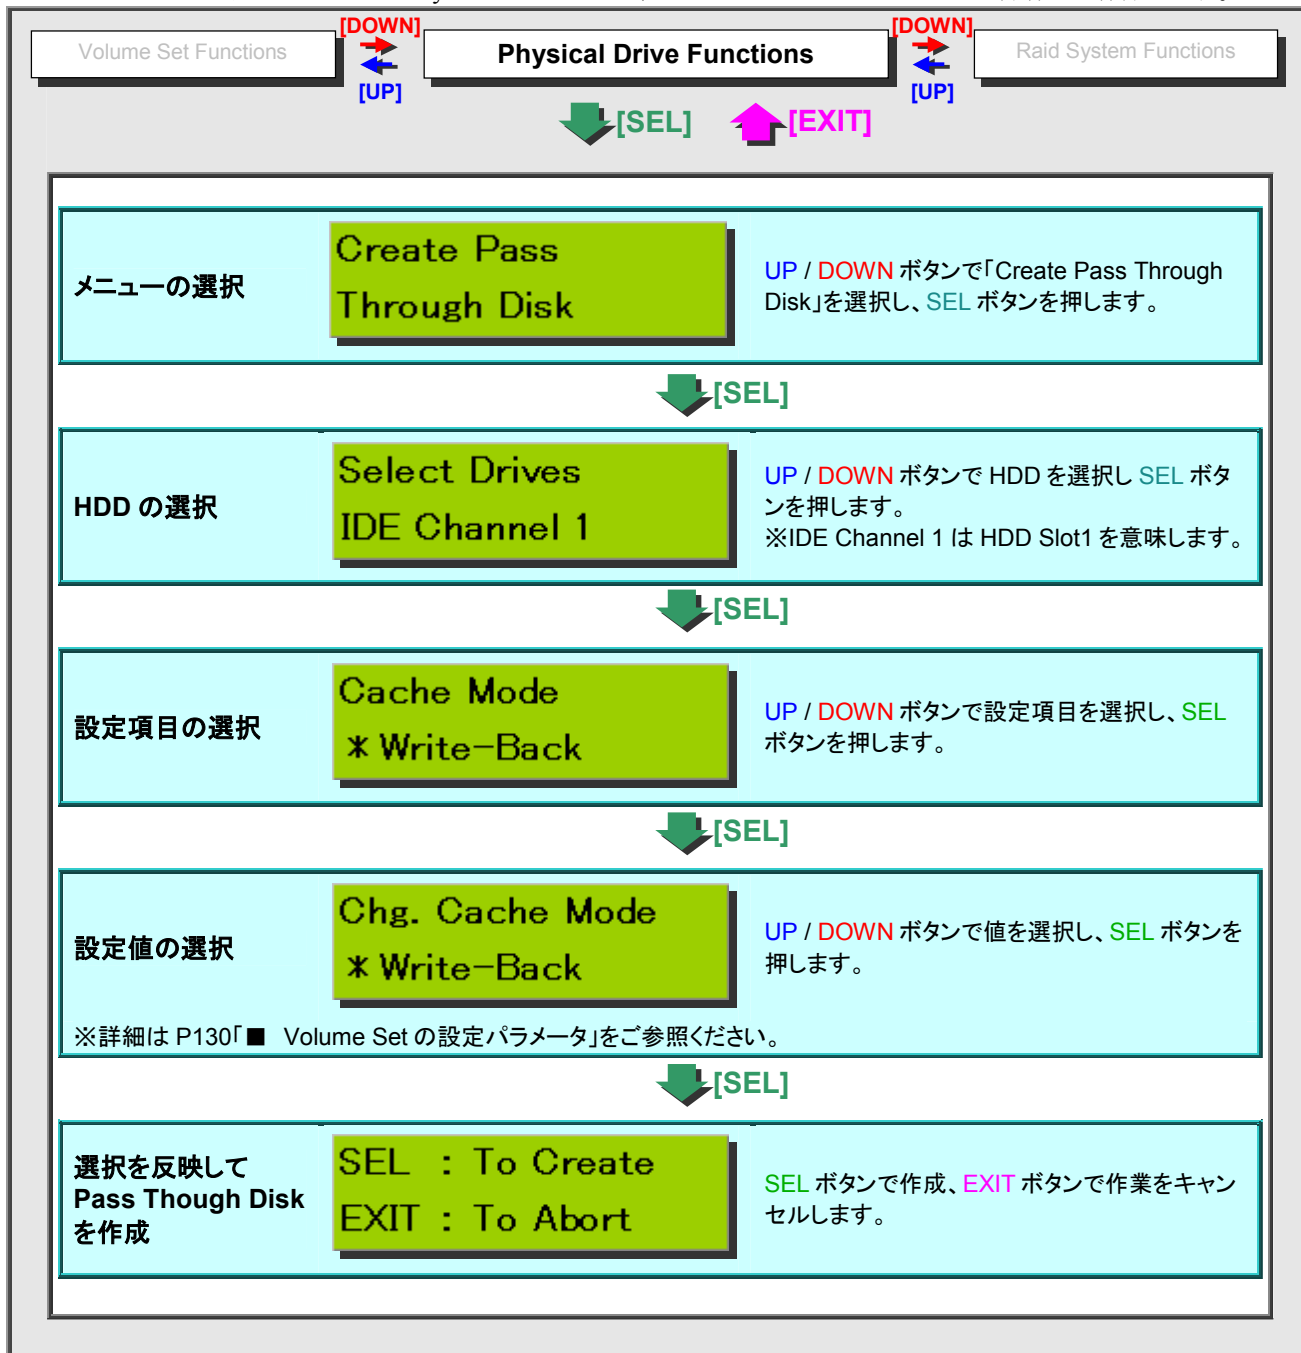 [DOWN]
[DOWN]
Volume Set Functions
Physical Drive Functions
Raid System Functions
[UP]
[UP]
[SEL]
[EXIT]
メニューの選択
Create Pass
Through Disk
UP / DOWN ボタンで「Create Pass Through
Disk」を選択し、SEL ボタンを押します。
[SEL]
HDD の選択
Select Drives
IDE Channel 1
UP / DOWN ボタンで HDD を選択し SEL ボタ
ンを押します。
※IDE Channel 1 は HDD Slot1 を意味します。
[SEL]
設定項目の選択
Cache Mode
* Write-Back
UP / DOWN ボタンで設定項目を選択し、SEL
ボタンを押します。
[SEL]
設定値の選択
Chg. Cache Mode
* Write-Back
UP / DOWN ボタンで値を選択し、SEL ボタンを
押します。
※詳細は P130「■ Volume Set の設定パラメータ」をご参照ください。
[SEL]
選択を反映して
Pass Though Disk
を作成
SEL : To Create
EXIT : To Abort
SEL ボタンで作成、EXIT ボタンで作業をキャン
セルします。